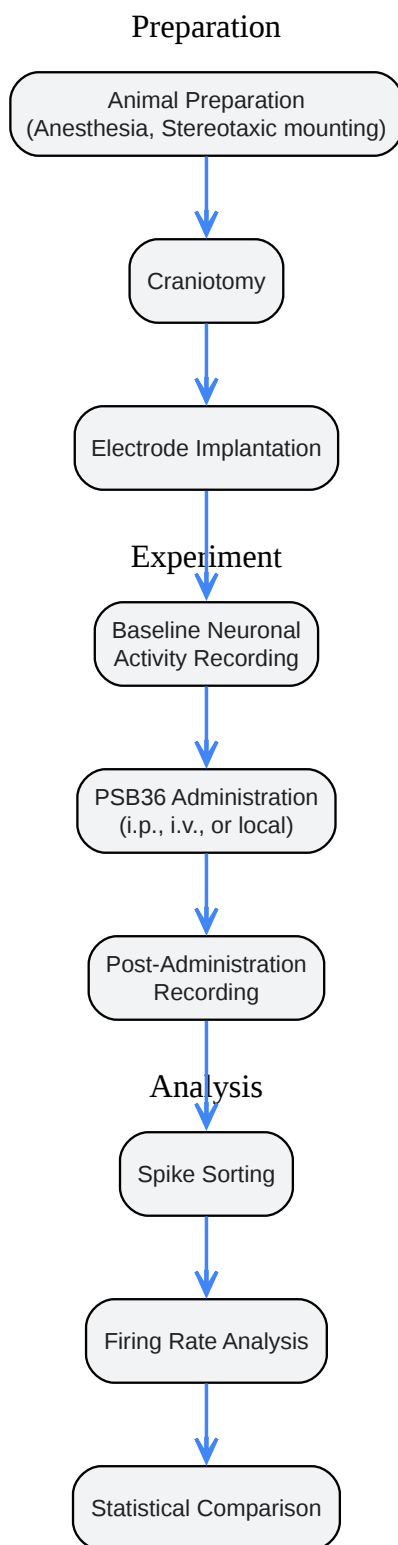 Preparation
Animal Preparation
(Anesthesia, Stereotaxic mounting)
Craniotomy
Electrode Implantation
Experiment
Baseline Neuronal
Activity Recording
PSB36 Administration
(i.p., i.v., or local)
Post-Administration
Recording
Analysis
Spike Sorting
Firing Rate Analysis
Statistical Comparison